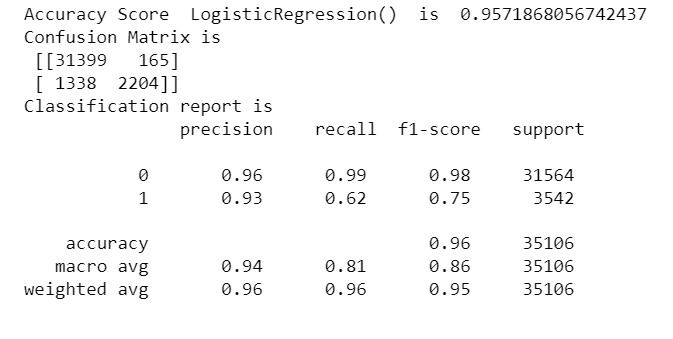 Accuracy Score  LogisticRegression()  is  0.9571868056742437
Confusion Matrix is
[[31399   165]
[ 1338  2204]]
Classification report is
precision    recall  f1-score   support
0       0.96      0.99      0.98     31564
1       0.93      0.62      0.75      3542
accuracy                           0.96     35106
macro avg       0.94      0.81      0.86     35106
weighted avg       0.96      0.96      0.95     35106